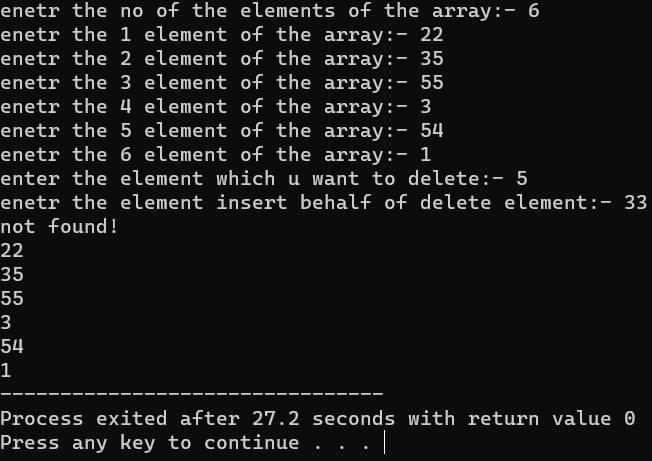 enetr the no of the elements of the array:- 6
enetr the 1 element of the array:- 22
enetr the 2 element of the array:- 35
enetr the 3 element of the array:- 55
enetr the 4 element of the array:- 3
enetr the 5 element of the array:- 54
enetr the 6 element of the array:- 1
enter the element which u want to delete:- 5
enetr the element insert behalf of delete element:- 33
not found!
22
35
55
3
54
1
--------------------------------
Process exited after 27.2 seconds with return value 0
Press any key to continue . . .